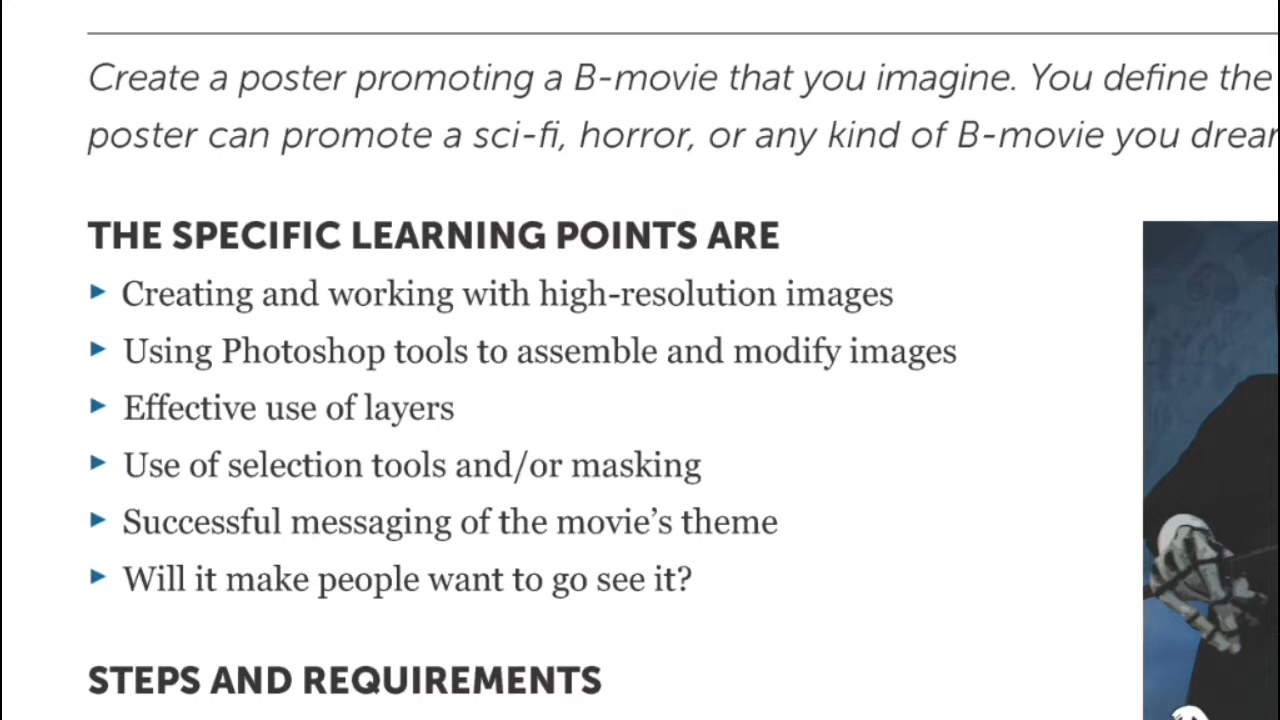 Create a poster promoting a B-movie that you imagine. You define the
poster can promote a sci-fi, horror, or any kind of B-movie you
THE SPECIFIC LEARNING POINTS ARE
► Creating and working with high-resolution images
► Using Photoshop tools to assemble and modify images
► Effective use of layers
► Use of selection tools and/or masking
► Successful messaging of the movie’s theme
► Will it make people want to go see it?
STEPS AND REQUIREMENTS